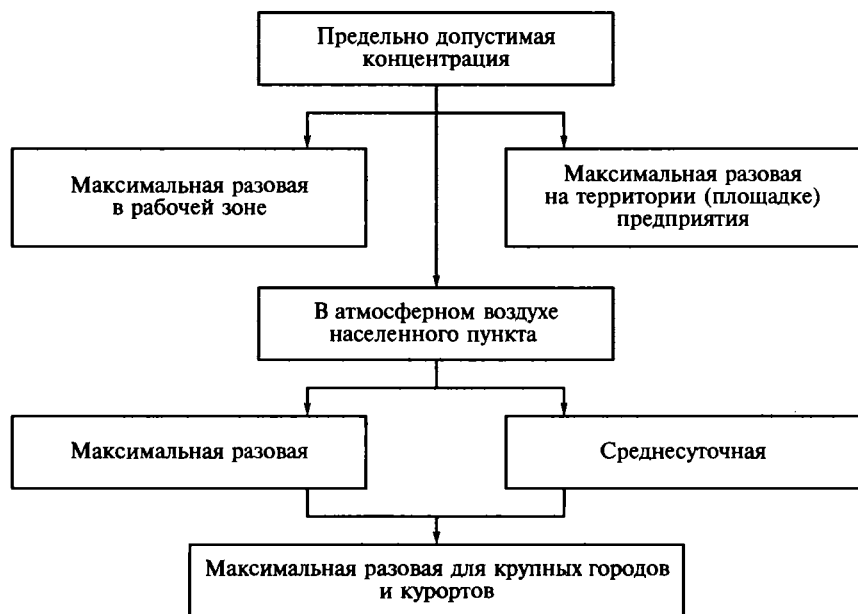 Предельно допустимая
концентрация
Максимальная разовая
в рабочей зоне
Максимальная разовая
на территории (площадке)
предприятия
В атмосферном воздухе
населенного пункта
Максимальная разовая
Среднесуточная
Максимальная разовая для крупных городов
и курортов